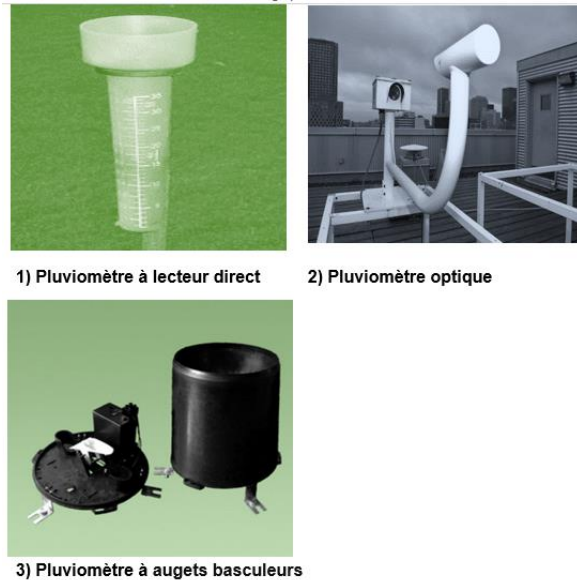 1) Pluviomètre à lecteur direct
2) Pluviomètre optique
3) Pluviomètre à augets basculeurs